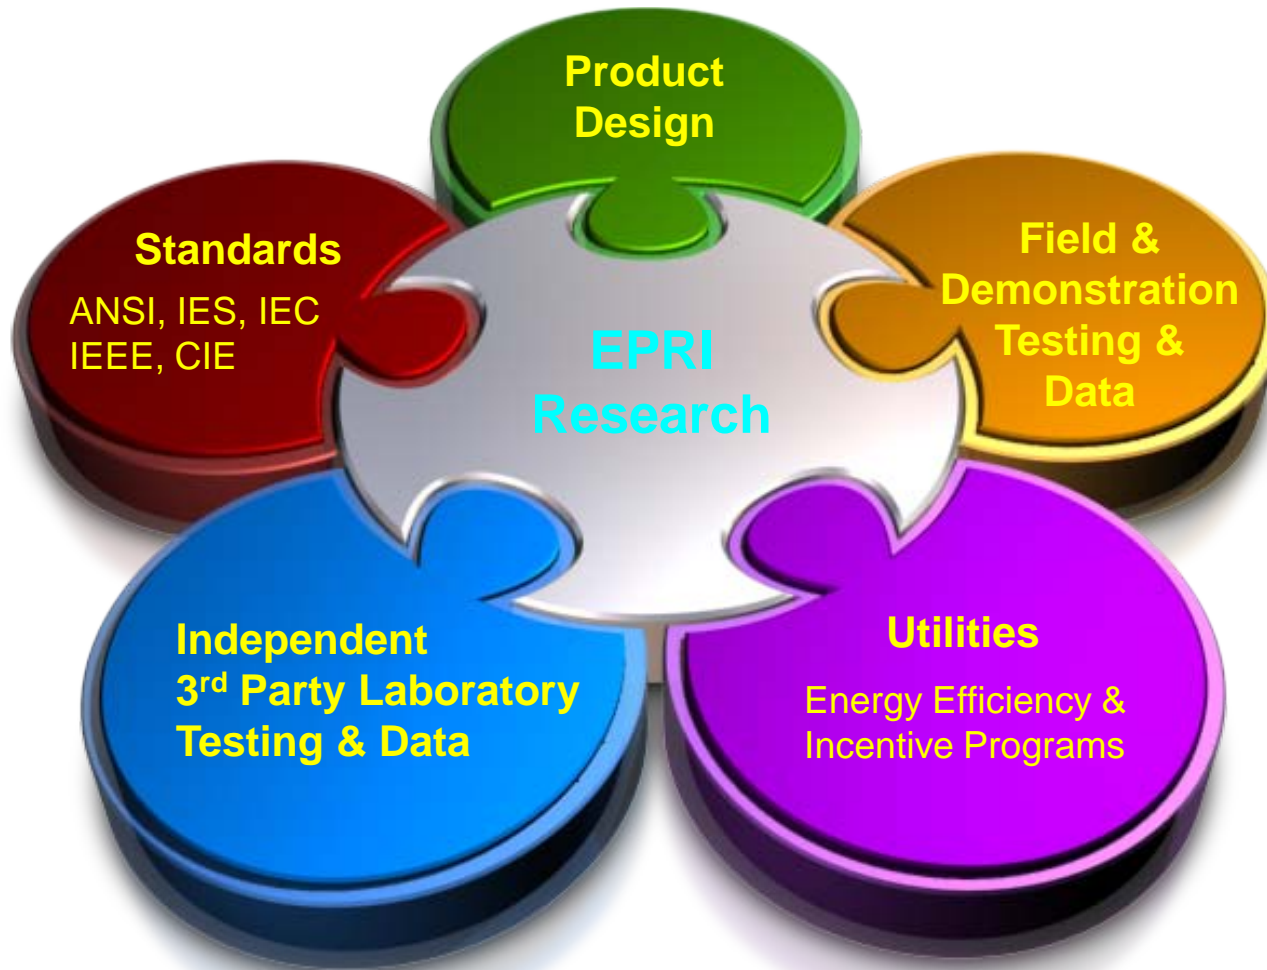 Product
Design
Standards
ANSI, IES, IEC
IEEE, CIE
Field &
Demonstration
Testing &
Data
EPRI
Research
Independent
3rd Party Laboratory
Testing & Data
Utilities
Energy Efficiency &
Incentive Programs